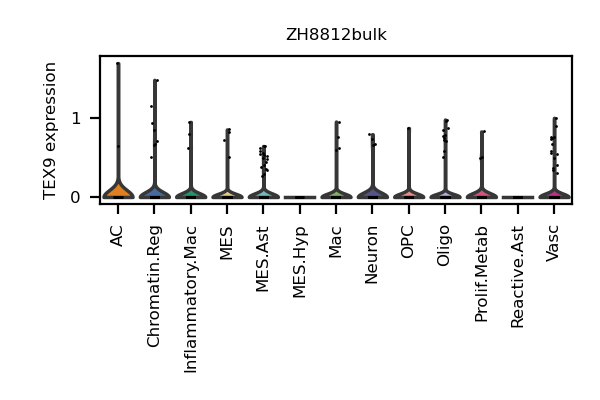 ZH8812bulk
TEX9 expression
1
0
AC
Chromatin.Reg
Inflammatory.Mac
MES
MES.Ast
MES.Hyp
Mac
Neuron
OPC
Oligo
Prolif.Metab
Reactive.Ast
Vasc